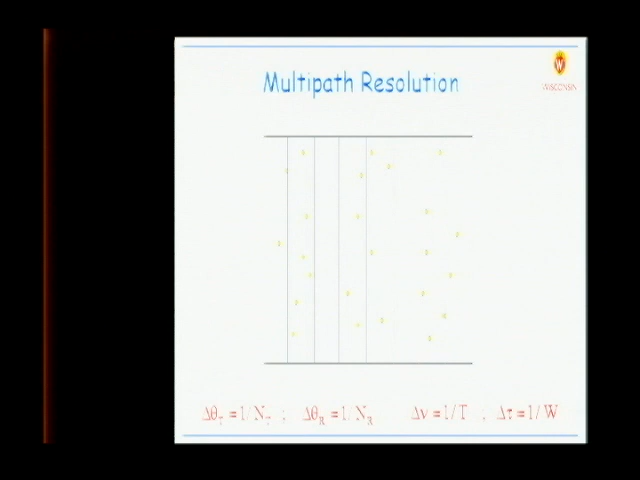 Multipath Resolution
W
WISCONSIN
Δθ_T = 1/N_T ; Δθ_R = 1/N_R Δν = 1/T , Δτ = 1/W